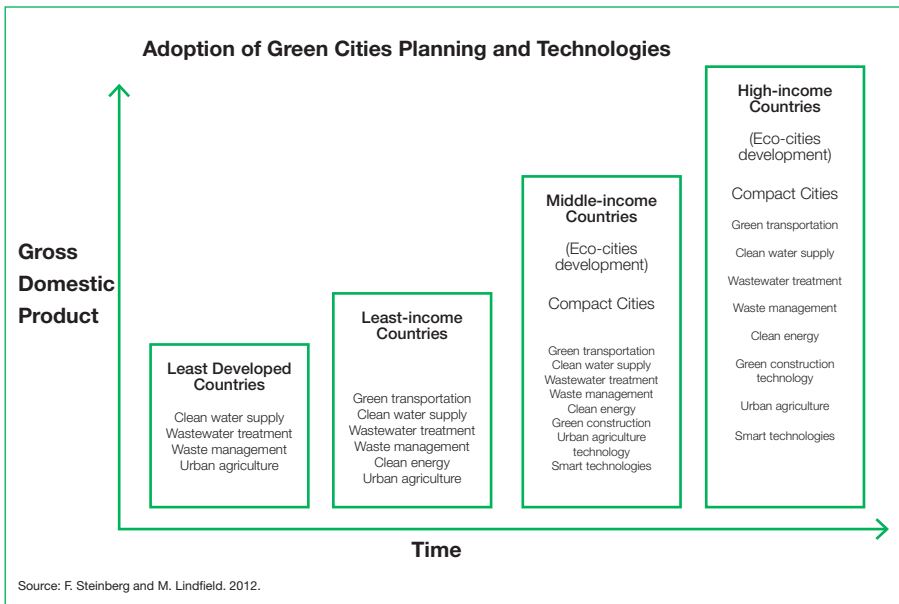 Adoption of Green Cities Planning and Technologies
Gross
Domestic
Product
Least Developed
Countries
Clean water supply
Wastewater treatment
Waste management
Urban agriculture
Least-income
Countries
Green transportation
Clean water supply
Wastewater treatment
Waste management
Clean energy
Urban agriculture
Middle-income
Countries
(Eco-cities
development)
Compact Cities
Green transportation
Clean water supply
Wastewater treatment
Waste management
Clean energy
Green construction
Urban agriculture
technology
Smart technologies
High-income
Countries
(Eco-cities
development)
Compact Cities
Green transportation
Clean water supply
Wastewater treatment
Waste management
Clean energy
Green construction
technology
Urban agriculture
Smart technologies
Time
Source: F. Steinberg and M. Lindfield. 2012.